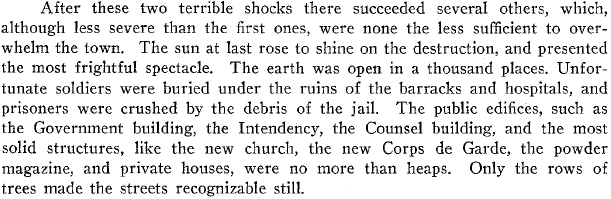 After these two terrible shocks there succeeded several others, which,
although less severe than the first ones, were none the less sufficient to over-
whelm the town. The sun at last rose to shine on the destruction, and presented
the most frightful spectacle. The earth was open in a thousand places. Unfor-
tunate soldiers were buried under the ruins of the barracks and hospitals, and
prisoners were crushed by the debris of the jail. The public edifices, such as
the Government building, the Intendency, the Counsel building, and the most
solid structures, like the new church, the new Corps de Garde, the powder
magazine, and private houses, were no more than heaps. Only the rows of
trees made the streets recognizable still.